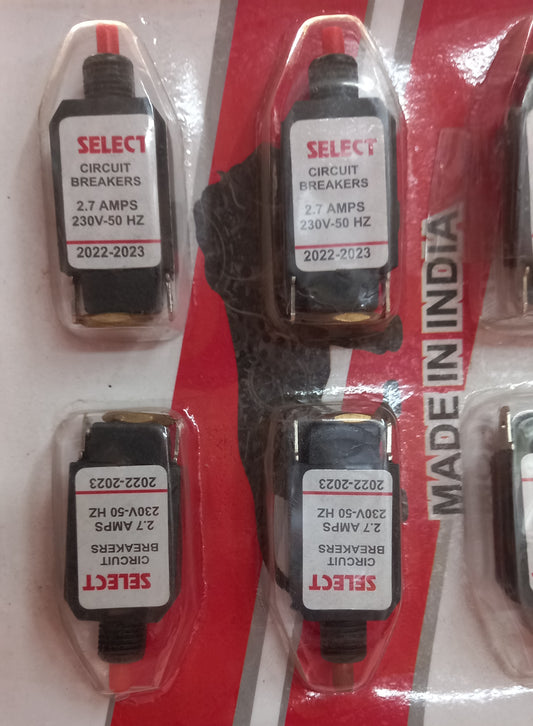 SELECT
CIRCUIT
BREAKERS
2.7 AMPS
230V-50 HZ
2022-2023
SELECT
CIRCUIT
BREAKERS
2.7 AMPS
230V-50 HZ
2022-2023
MADE IN INDIA
SELECT
CIRCUIT
BREAKERS
2.7 AMPS
230V-50 HZ
2022-2023
SELECT
CIRCUIT
BREAKERS
2.7 AMPS
230V-50 HZ
2022-2023